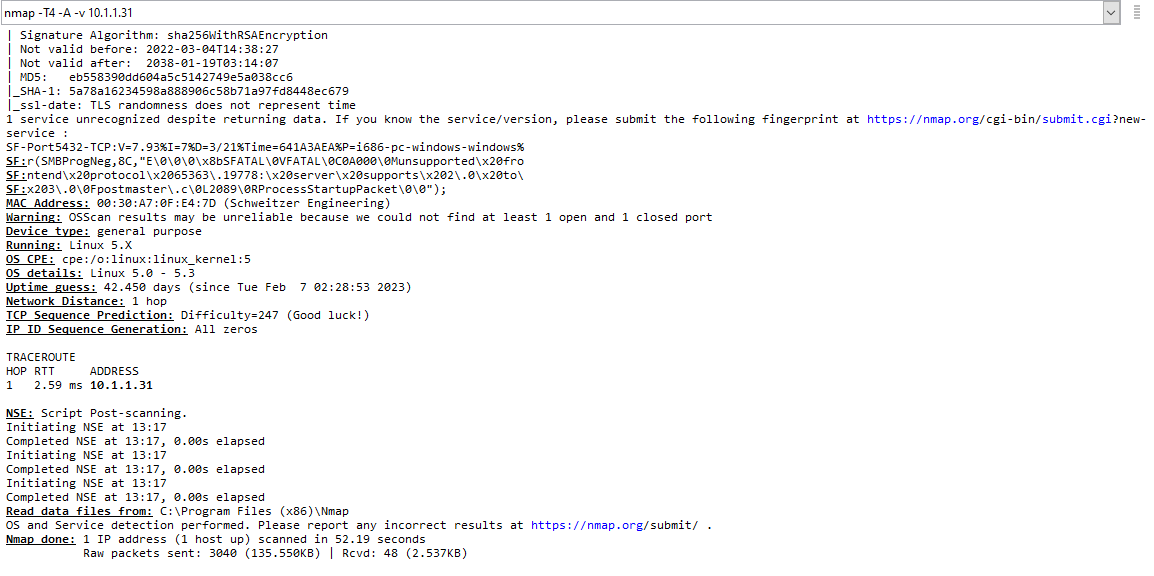 nmap -T4 -A -v 10.1.1.31
| Signature Algorithm: sha256WithRSAEncryption
| Not valid before: 2022-03-04T14:38:27
| Not valid after:  2038-01-19T03:14:07
| MD5:   eb558390dd604a5c5142749e5a038cc6
|_SHA-1: 5a78a16234598a888906c58b71a97fd8448ec679
|_ssl-date: TLS randomness does not represent time
1 service unrecognized despite returning data. If you know the service/version, please submit the following fingerprint at https://nmap.org/cgi-bin/submit.cgi?new-
service :
SF-Port5432-TCP:V=7.93%I=7%D=3/21%Time=641A3AEA%P=i686-pc-windows-windows%
SF:r(SMBProgNeg,8C,"E\0\0\0\x8bSFATAL\0VFATAL\0C0A000\0Munsupported\x20fro
SF:ntend\x20protocol\x2065363\.19778:\x20server\x20supports\x202\.0\x20to\
SF:x203\.0\0Fpostmaster\.c\0L2089\0RProcessStartupPacket\0\0");
MAC Address: 00:30:A7:0F:E4:7D (Schweitzer Engineering)
Warning: OSScan results may be unreliable because we could not find at least 1 open and 1 closed port
Device type: general purpose
Running: Linux 5.X
OS CPE: cpe:/o:linux:linux_kernel:5
OS details: Linux 5.0 - 5.3
Uptime guess: 42.450 days (since Tue Feb  7 02:28:53 2023)
Network Distance: 1 hop
TCP Sequence Prediction: Difficulty=247 (Good luck!)
IP ID Sequence Generation: All zeros
TRACEROUTE
HOP RTT     ADDRESS
1   2.59 ms 10.1.1.31
NSE: Script Post-scanning.
Initiating NSE at 13:17
Completed NSE at 13:17, 0.00s elapsed
Initiating NSE at 13:17
Completed NSE at 13:17, 0.00s elapsed
Initiating NSE at 13:17
Completed NSE at 13:17, 0.00s elapsed
Read data files from: C:\Program Files (x86)\Nmap
OS and Service detection performed. Please report any incorrect results at https://nmap.org/submit/ .
Nmap done: 1 IP address (1 host up) scanned in 52.19 seconds
Raw packets sent: 3040 (135.550KB) | Rcvd: 48 (2.537KB)